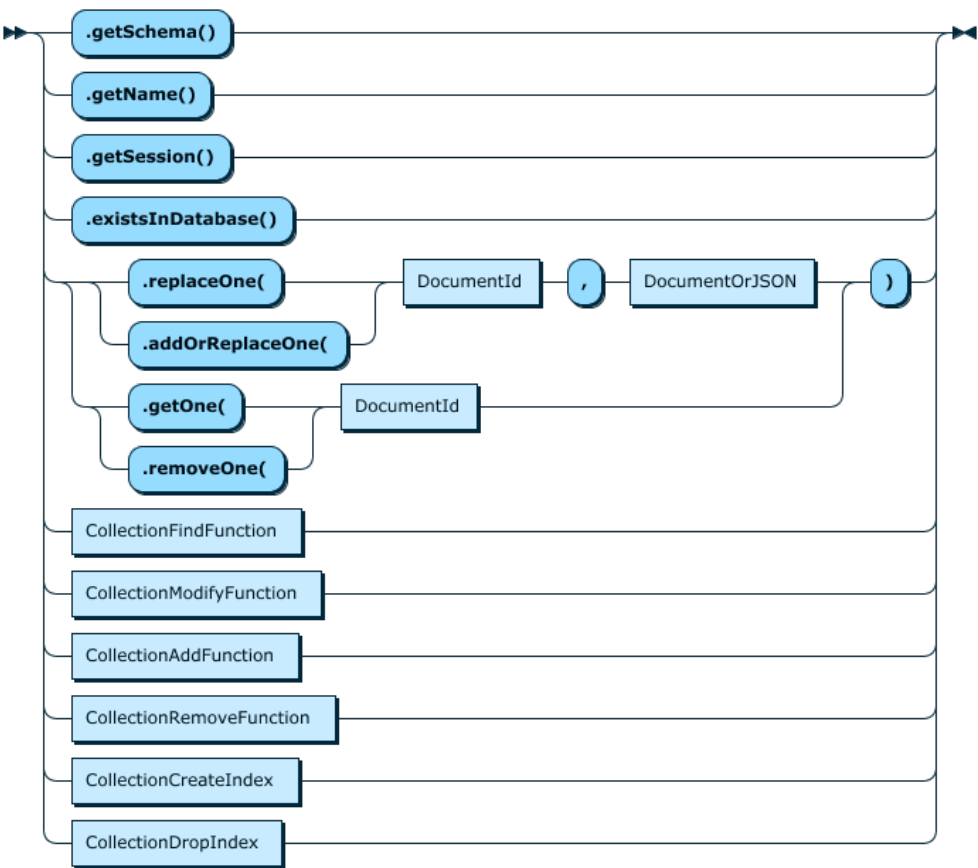 .getSchema()
.getName()
.getSession()
.existsInDatabase()
.replaceOne( DocumentId , DocumentOrJSON )
.addOrReplaceOne(
.getOne( DocumentId
.removeOne(
CollectionFindFunction
CollectionModifyFunction
CollectionAddFunction
CollectionRemoveFunction
CollectionCreateIndex
CollectionDropIndex